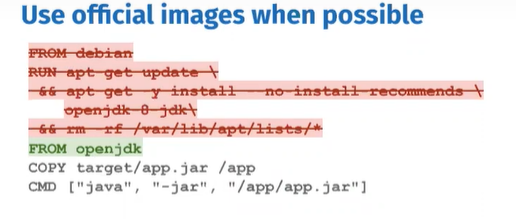 Use official images when possible
FROM debian
RUN apt-get update \
&& apt-get -y install --no-install-recommends \
openjdk-8-jdk\
&& rm -rf /var/lib/apt/lists/*
FROM openjdk
COPY target/app.jar /app
CMD ["java", "-jar", "/app/app.jar"]